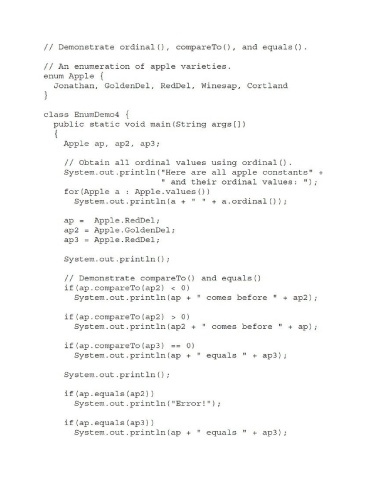 // Demonstrate ordinal(), compareTo(), and equals().
// An enumeration of apple varieties.
enum Apple {
Jonathan, GoldenDel, RedDel, Winesap, Cortland
}
class EnumDemo4 {
public static void main(String args[])
{
Apple ap, ap2, ap3;
// Obtain all ordinal values using ordinal().
System.out.println("Here are all apple constants" +
" and their ordinal values: ");
for(Apple a : Apple.values())
System.out.println(a + " " + a.ordinal());
ap =  Apple.RedDel;
ap2 = Apple.GoldenDel;
ap3 = Apple.RedDel;
System.out.println();
// Demonstrate compareTo() and equals()
if(ap.compareTo(ap2) < 0)
System.out.println(ap + " comes before " + ap2);
if(ap.compareTo(ap2) > 0)
System.out.println(ap2 + " comes before " + ap);
if(ap.compareTo(ap3) == 0)
System.out.println(ap + " equals " + ap3);
System.out.println();
if(ap.equals(ap2))
System.out.println("Error!");
if(ap.equals(ap3))
System.out.println(ap + " equals " + ap3);